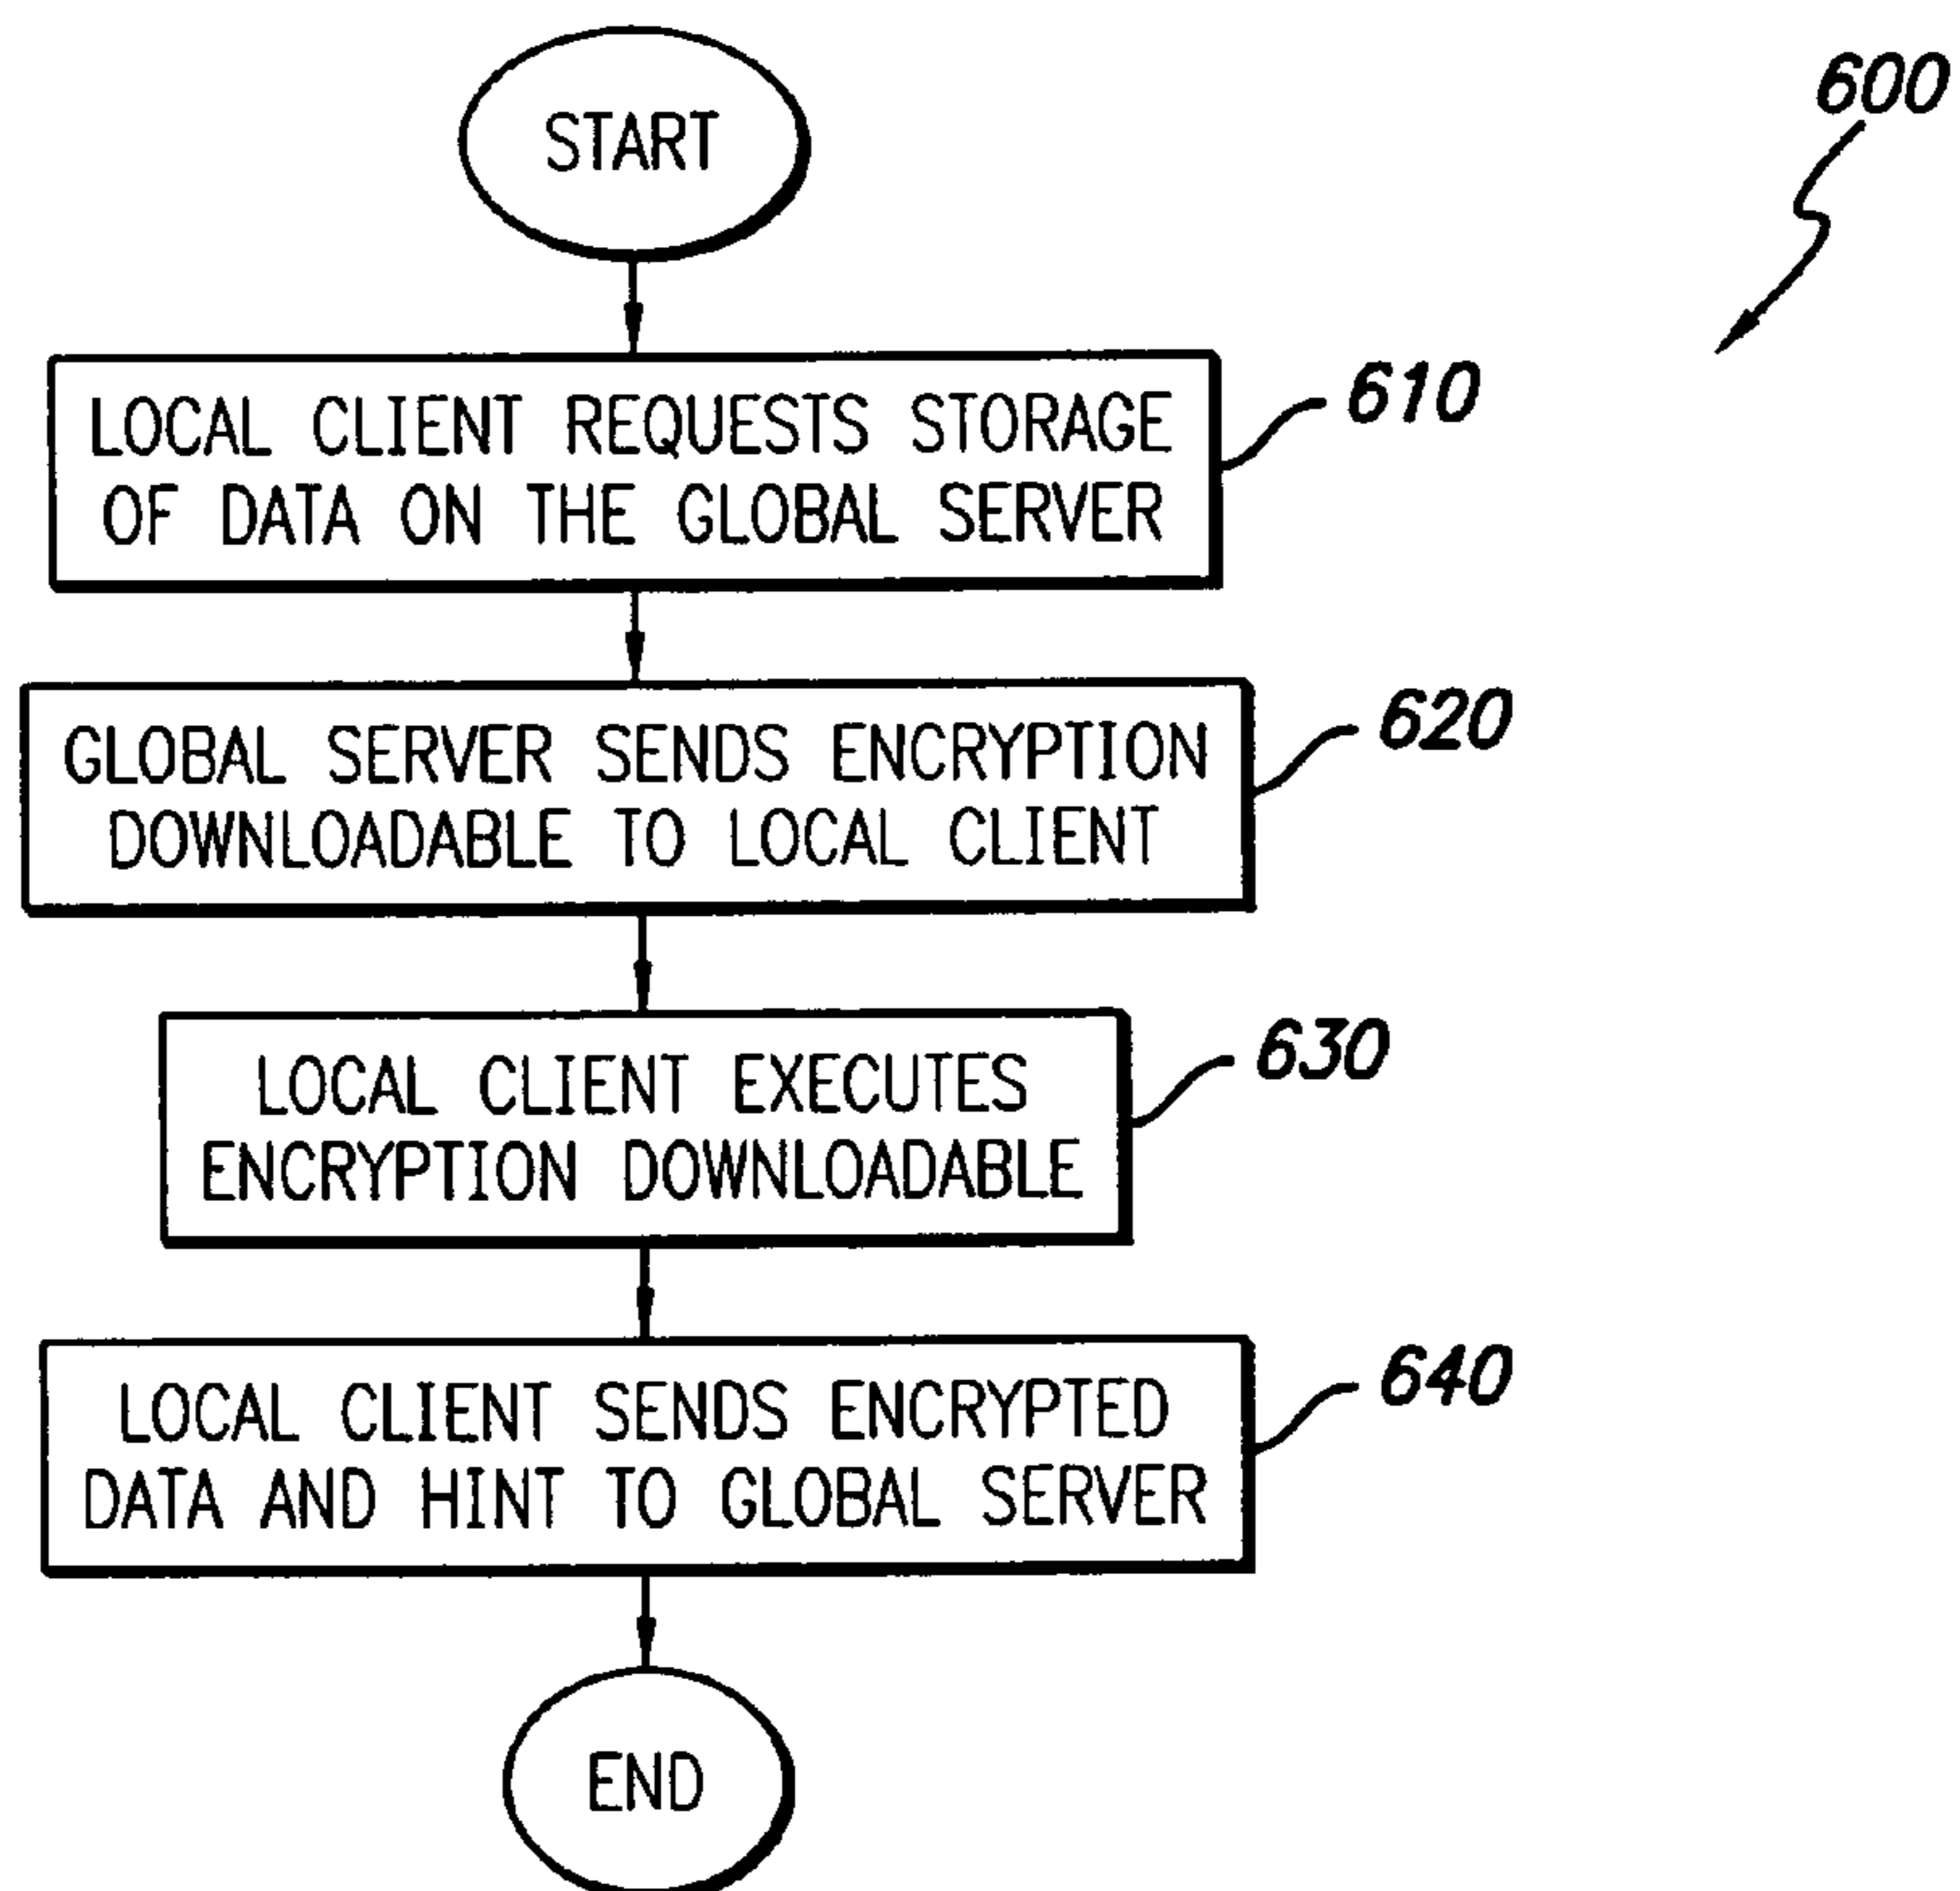 START
600
LOCAL CLIENT REQUESTS STORAGE
OF DATA ON THE GLOBAL SERVER
610
GLOBAL SERVER SENDS ENCRYPTION
DOWNLOADABLE TO LOCAL CLIENT
620
LOCAL CLIENT EXECUTES
ENCRYPTION DOWNLOADABLE
630
LOCAL CLIENT SENDS ENCRYPTED
DATA AND HINT TO GLOBAL SERVER
640
END